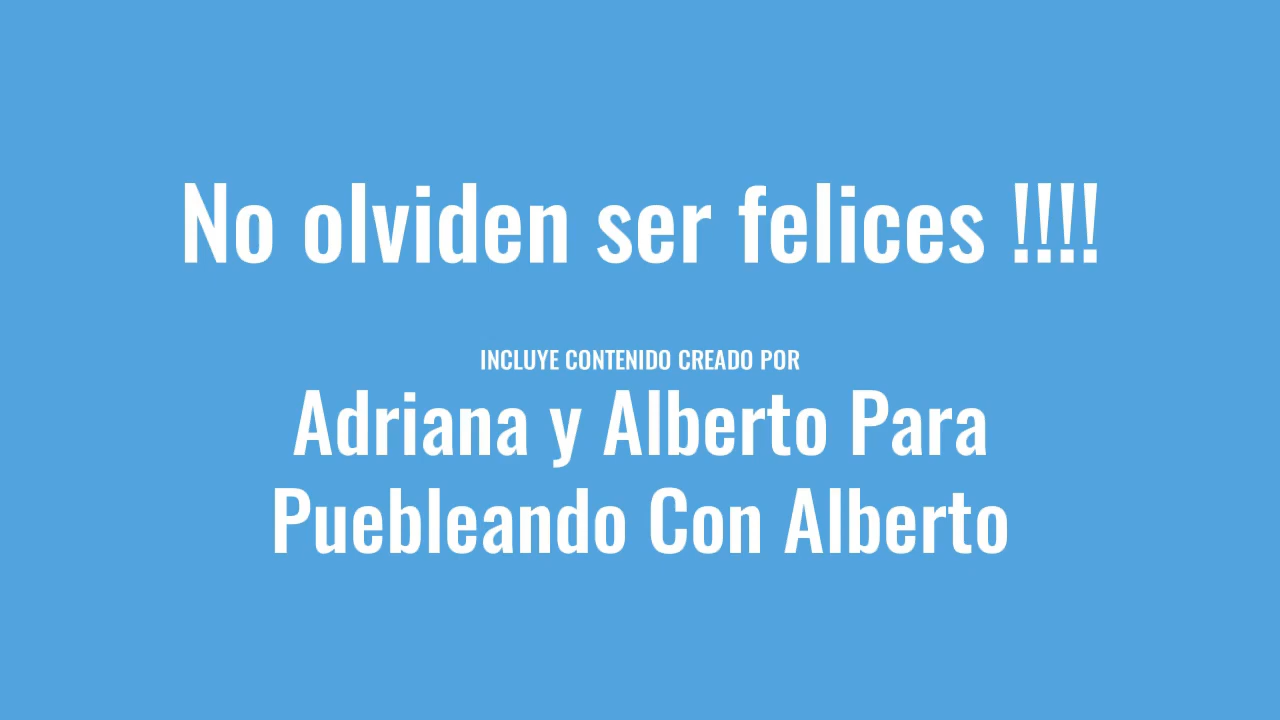 No olviden ser felices !!!!
INCLUYE CONTENIDO CREADO POR
Adriana y Alberto Para
Puebleando Con Alberto